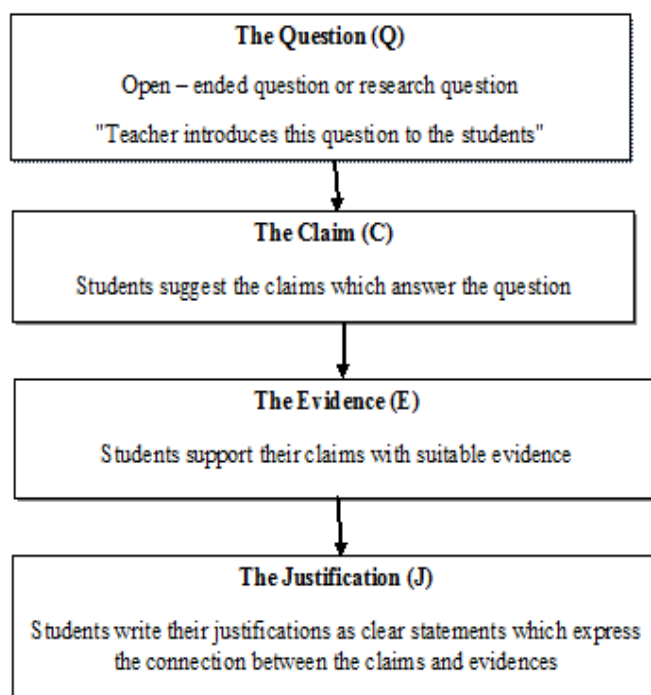 The Question (Q)
Open – ended question or research question
"Teacher introduces this question to the students"
The Claim (C)
Students suggest the claims which answer the question
The Evidence (E)
Students support their claims with suitable evidence
The Justification (J)
Students write their justifications as clear statements which express
the connection between the claims and evidences